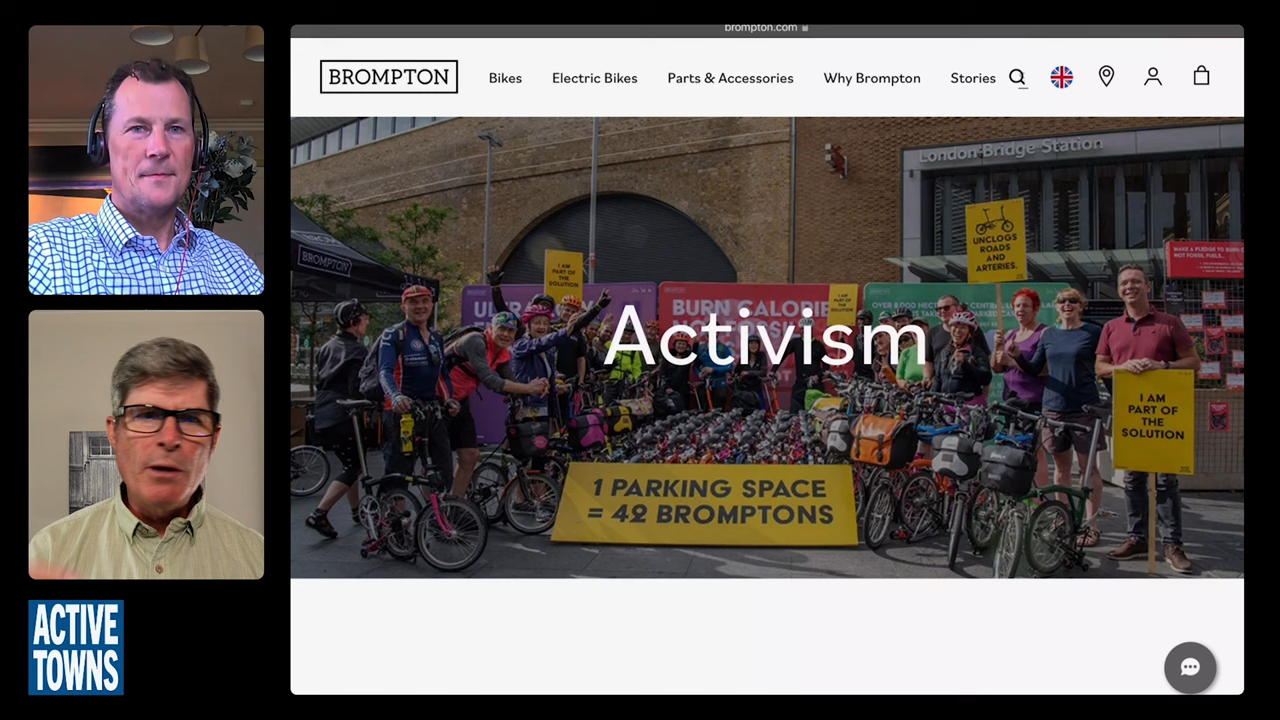 brompton.com
BROMPTON
Bikes
Electric Bikes
Parts & Accessories
Why Brompton
Stories
London Bridge Station
UNCLOGS
ROADS
AND
ARTERIES.
BROMPTON
I AM
PART OF
THE
SOLUTION
BURN CALORIE
MAKE A PLEDGE TO BURN
NOT FOSSIL FUELS..
Activism
I AM
PART OF
THE
SOLUTION
1 PARKING SPACE
= 42 BROMPTONS
ACTIVE
TOWNS